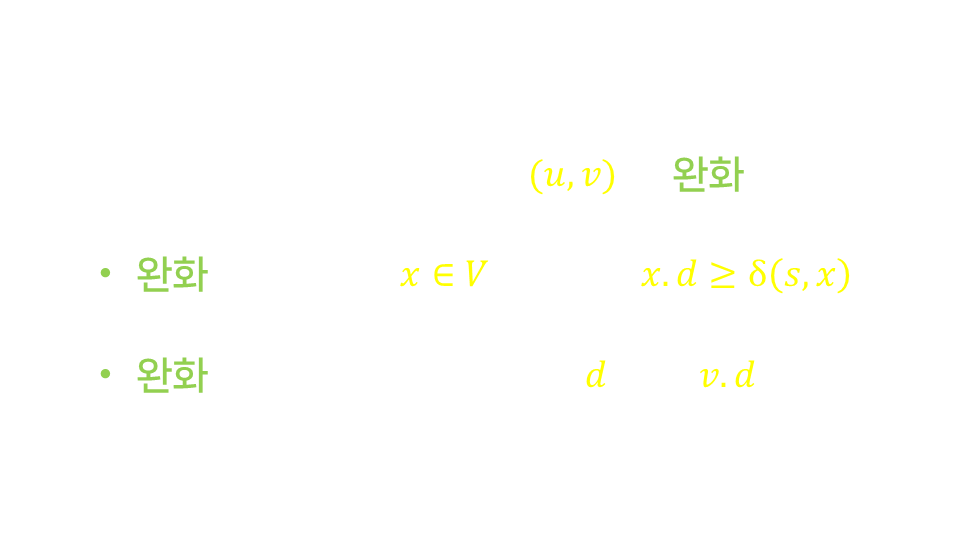 (u, v) 완화
• 완화 x ∈ V x.d ≥ δ(s, x)
• 완화 d v.d